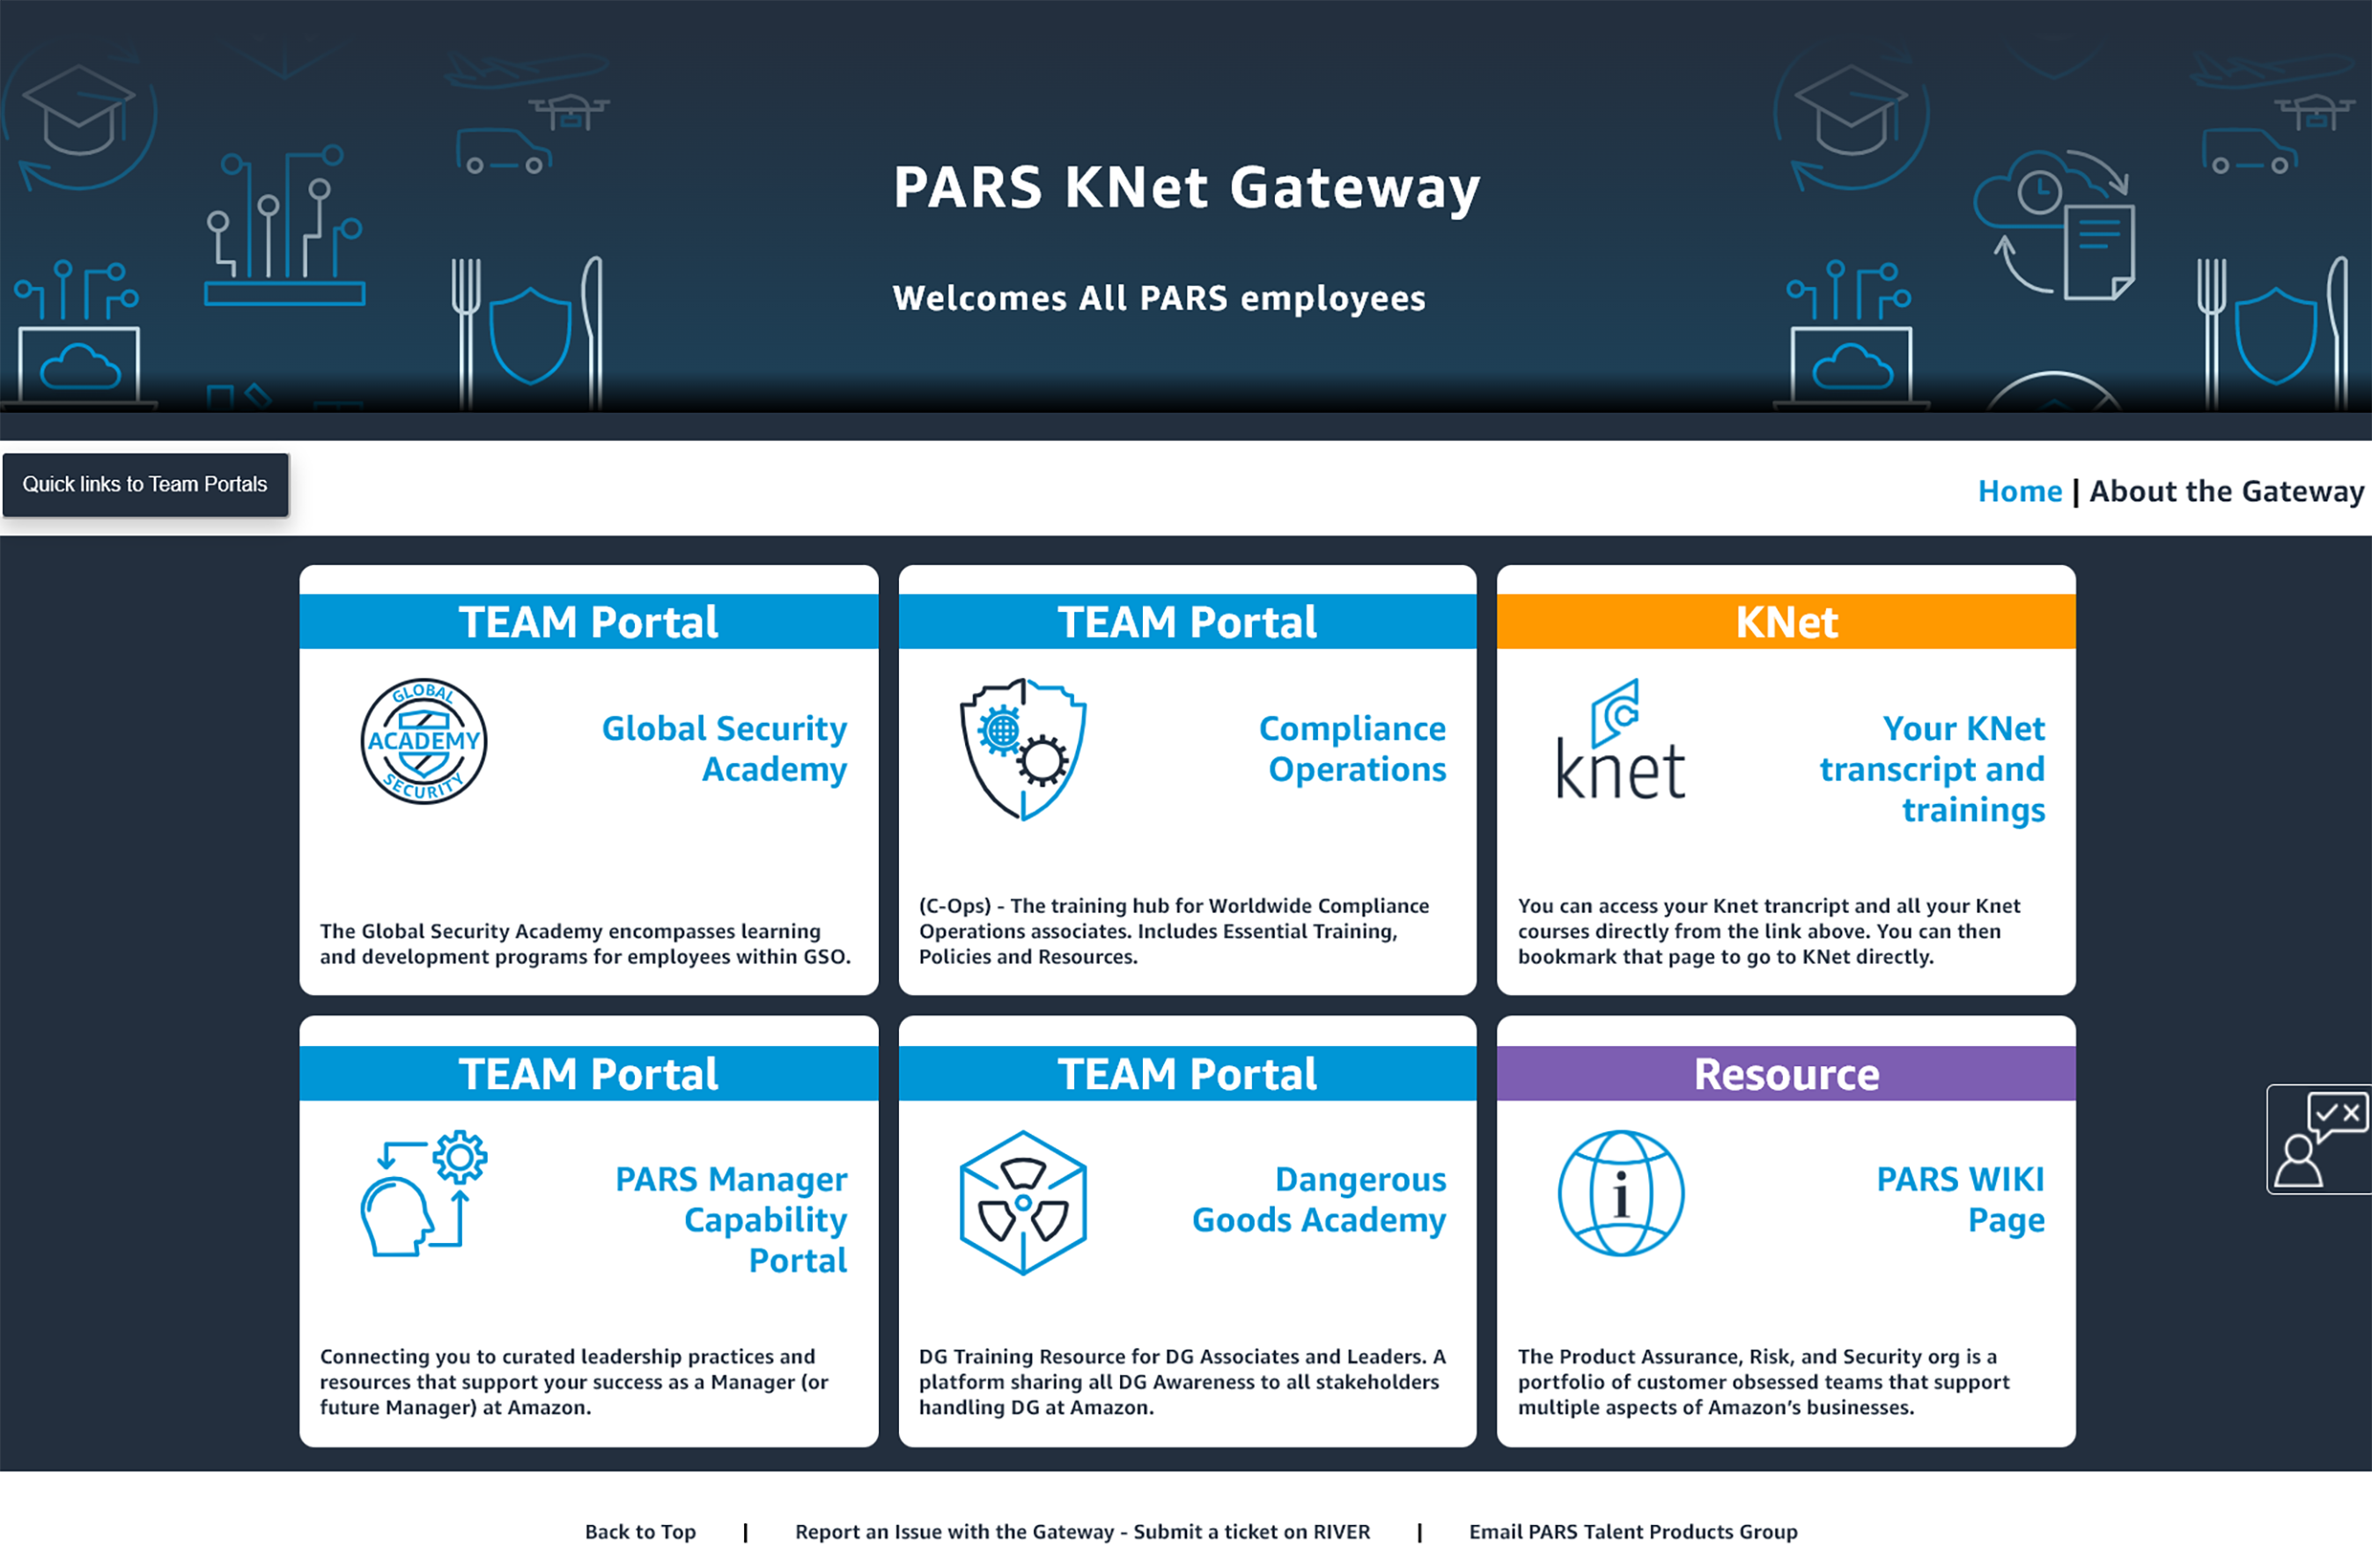 PARS KNet Gateway
Welcomes All PARS employees
Quick links to Team Portals
Home | About the Gateway
TEAM Portal
GLOBAL
ACADEMY
SECURITY
Global Security
Academy
The Global Security Academy encompasses learning
and development programs for employees within GSO.
TEAM Portal
Compliance
Operations
(C-Ops) - The training hub for Worldwide Compliance
Operations associates. Includes Essential Training,
Policies and Resources.
KNet
knet
Your KNet
transcript and
trainings
You can access your Knet trancript and all your Knet
courses directly from the link above. You can then
bookmark that page to go to KNet directly.
TEAM Portal
PARS Manager
Capability
Portal
Connecting you to curated leadership practices and
resources that support your success as a Manager (or
future Manager) at Amazon.
TEAM Portal
Dangerous
Goods Academy
DG Training Resource for DG Associates and Leaders. A
platform sharing all DG Awareness to all stakeholders
handling DG at Amazon.
Resource
i
PARS WIKI
Page
The Product Assurance, Risk, and Security org is a
portfolio of customer obsessed teams that support
multiple aspects of Amazon's businesses.
Back to Top | Report an Issue with the Gateway - Submit a ticket on RIVER | Email PARS Talent Products Group